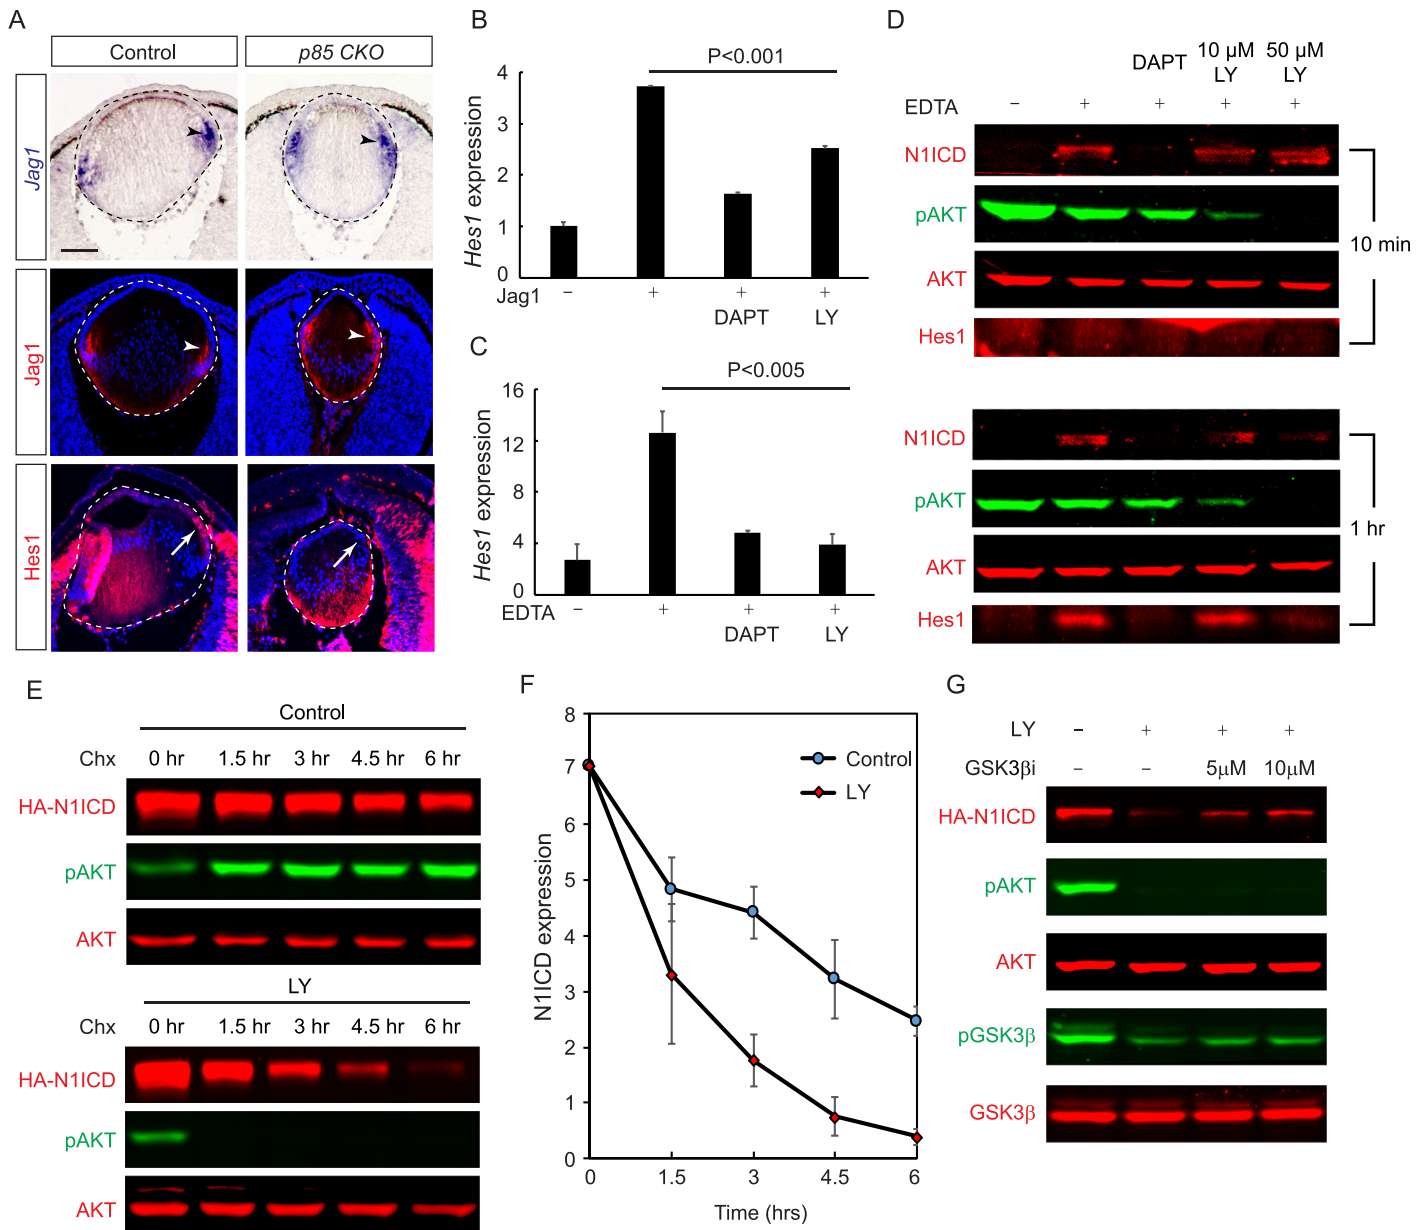 A
Control
p85 CKO
Jag1
Jag1
Hes1
B
P<0.001
Hes1 expression
4
3
2
1
0
Jag1
− + + +
DAPT LY
C
P<0.005
Hes1 expression
16
12
8
4
0
EDTA
− + + +
DAPT LY
D
DAPT 10 µM LY 50 µM LY
EDTA − + + + +
N1ICD
pAKT
AKT
Hes1
10 min
N1ICD
pAKT
AKT
Hes1
1 hr
E
Control
Chx 0 hr 1.5 hr 3 hr 4.5 hr 6 hr
HA-N1ICD
pAKT
AKT
LY
Chx 0 hr 1.5 hr 3 hr 4.5 hr 6 hr
HA-N1ICD
pAKT
AKT
F
N1ICD expression
8
7
6
5
4
3
2
1
0
Control
LY
0 1.5 3 4.5 6
Time (hrs)
G
LY − + + +
GSK3βi − − 5µM 10µM
HA-N1ICD
pAKT
AKT
pGSK3β
GSK3β